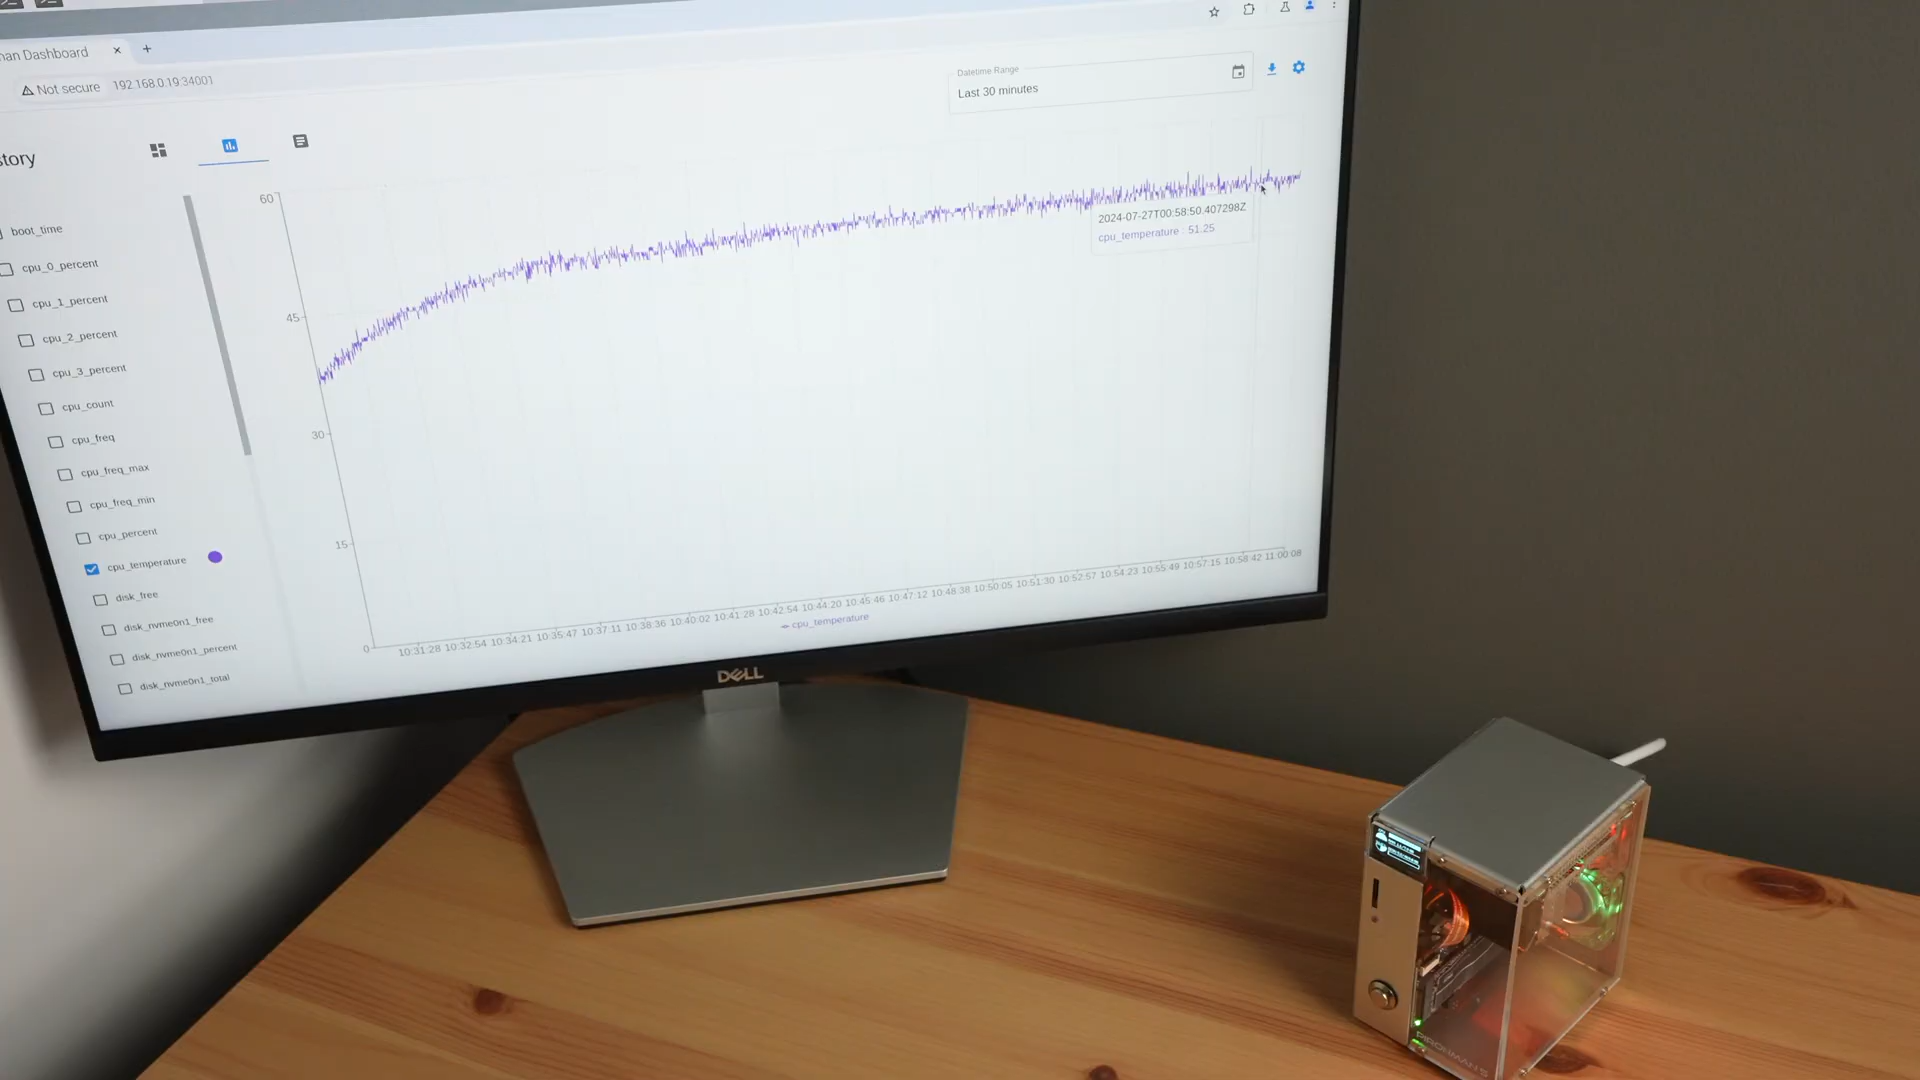 man Dashboard
Not secure 192.168.0.19:34001
Datetime Range
Last 30 minutes
story
boot_time
cpu_0_percent
cpu_1_percent
cpu_2_percent
cpu_3_percent
cpu_count
cpu_freq
cpu_freq_max
cpu_freq_min
cpu_percent
cpu_temperature
disk_free
disk_nvme0n1_free
disk_nvme0n1_percent
disk_nvme0n1_total
60
45
30
15
0
2024-07-27T00:58:50.407298Z
cpu_temperature : 51.25
10:31:28 10:32:54 10:34:21 10:35:47 10:37:11 10:38:36 10:40:02 10:41:28 10:42:54 10:44:20 10:45:46 10:47:12 10:48:38 10:50:05 10:51:30 10:52:57 10:54:23 10:55:49 10:57:15 10:58:42 11:00:08
cpu_temperature
DELL
PIRONMAN 5